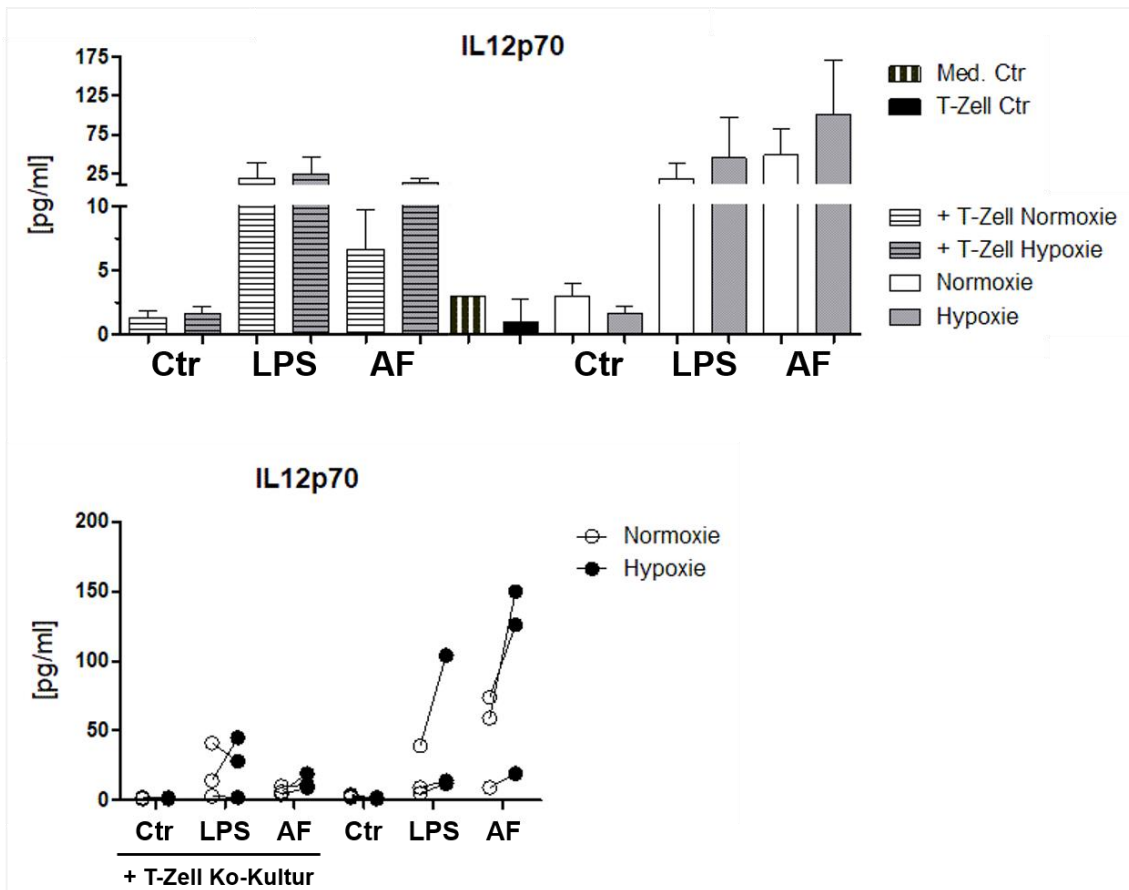 IL12p70
175
125
75
25
10
5
0
[pg/ml]
Ctr LPS AF Ctr LPS AF
Med. Ctr
T-Zell Ctr
+ T-Zell Normoxie
+ T-Zell Hypoxie
Normoxie
Hypoxie
IL12p70
200
150
100
50
0
[pg/ml]
Ctr LPS AF Ctr LPS AF
+ T-Zell Ko-Kultur
Normoxie
Hypoxie